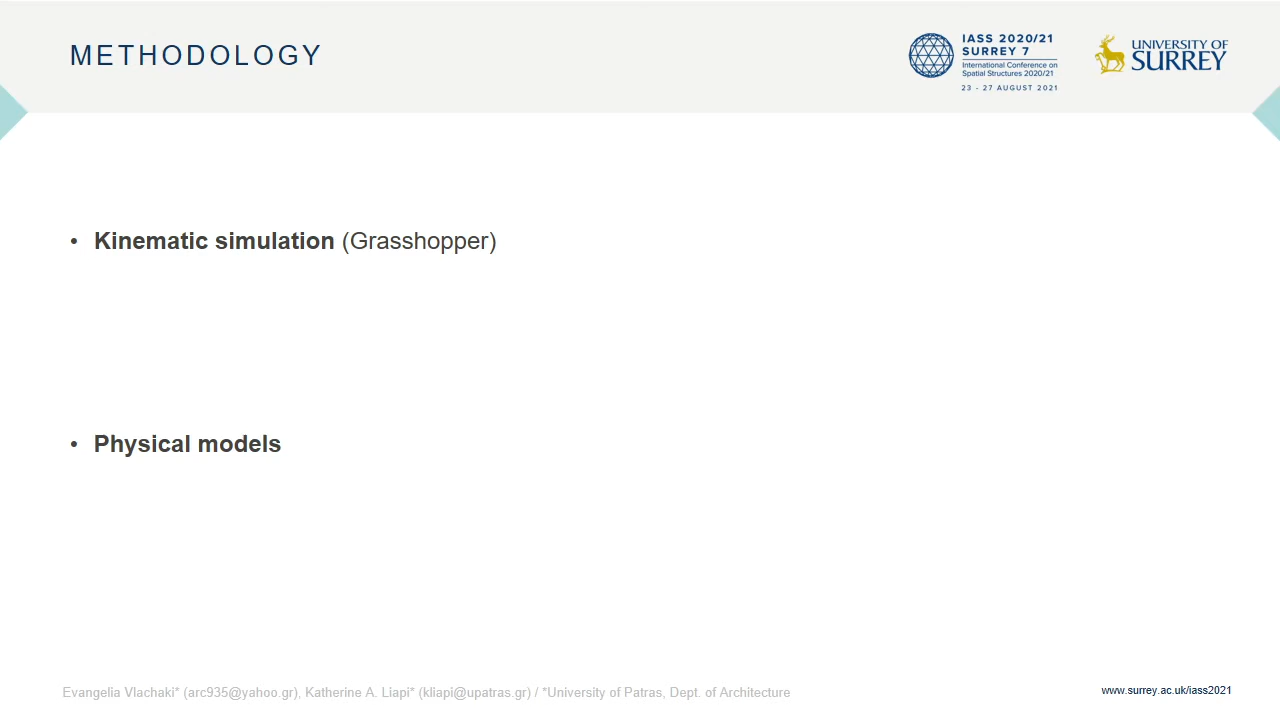 METHODOLOGY
IASS 2020/21
SURREY 7
International Conference on
Spatial Structures 2020/21
23 - 27 AUGUST 2021
UNIVERSITY OF
SURREY
• Kinematic simulation (Grasshopper)
• Physical models
Evangelia Vlachaki* (arc935@yahoo.gr), Katherine A. Liapi* (kliapi@upatras.gr) / *University of Patras, Dept. of Architecture
www.surrey.ac.uk/iass2021